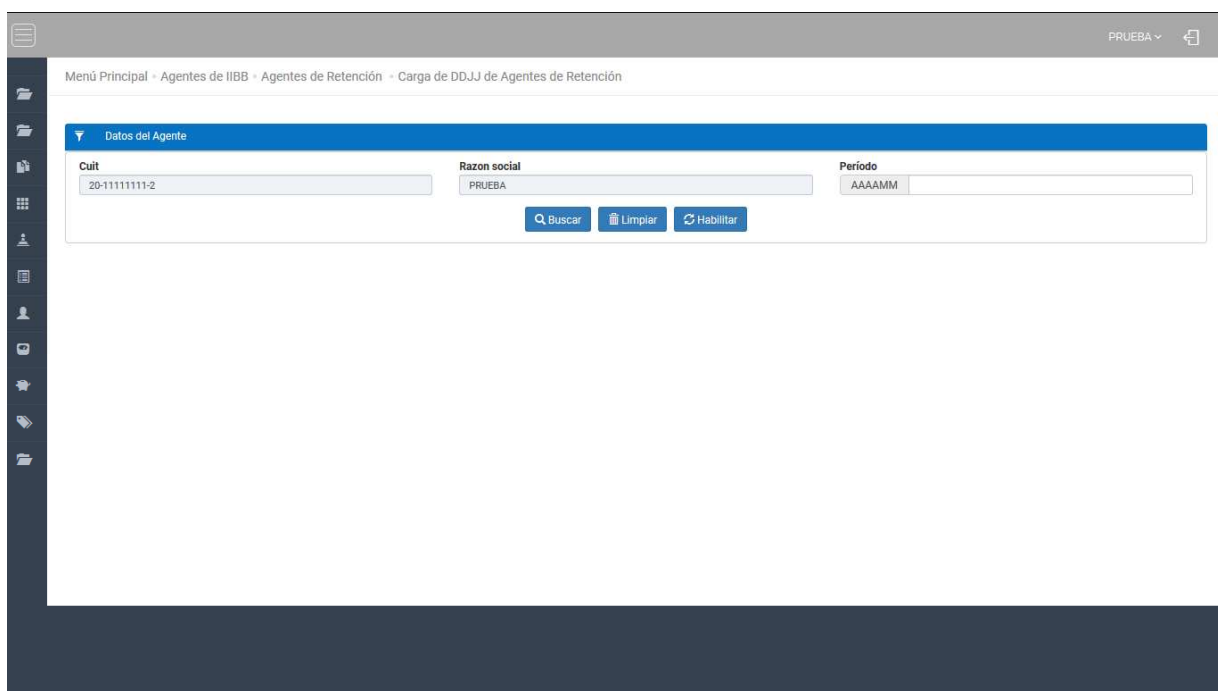 PRUEBA
Menú Principal • Agentes de IIBB • Agentes de Retención • Carga de DDJJ de Agentes de Retención
Datos del Agente
Cuit Razon social Período
20-11111111-2 PRUEBA AAAAMM
Buscar Limpiar Habilitar